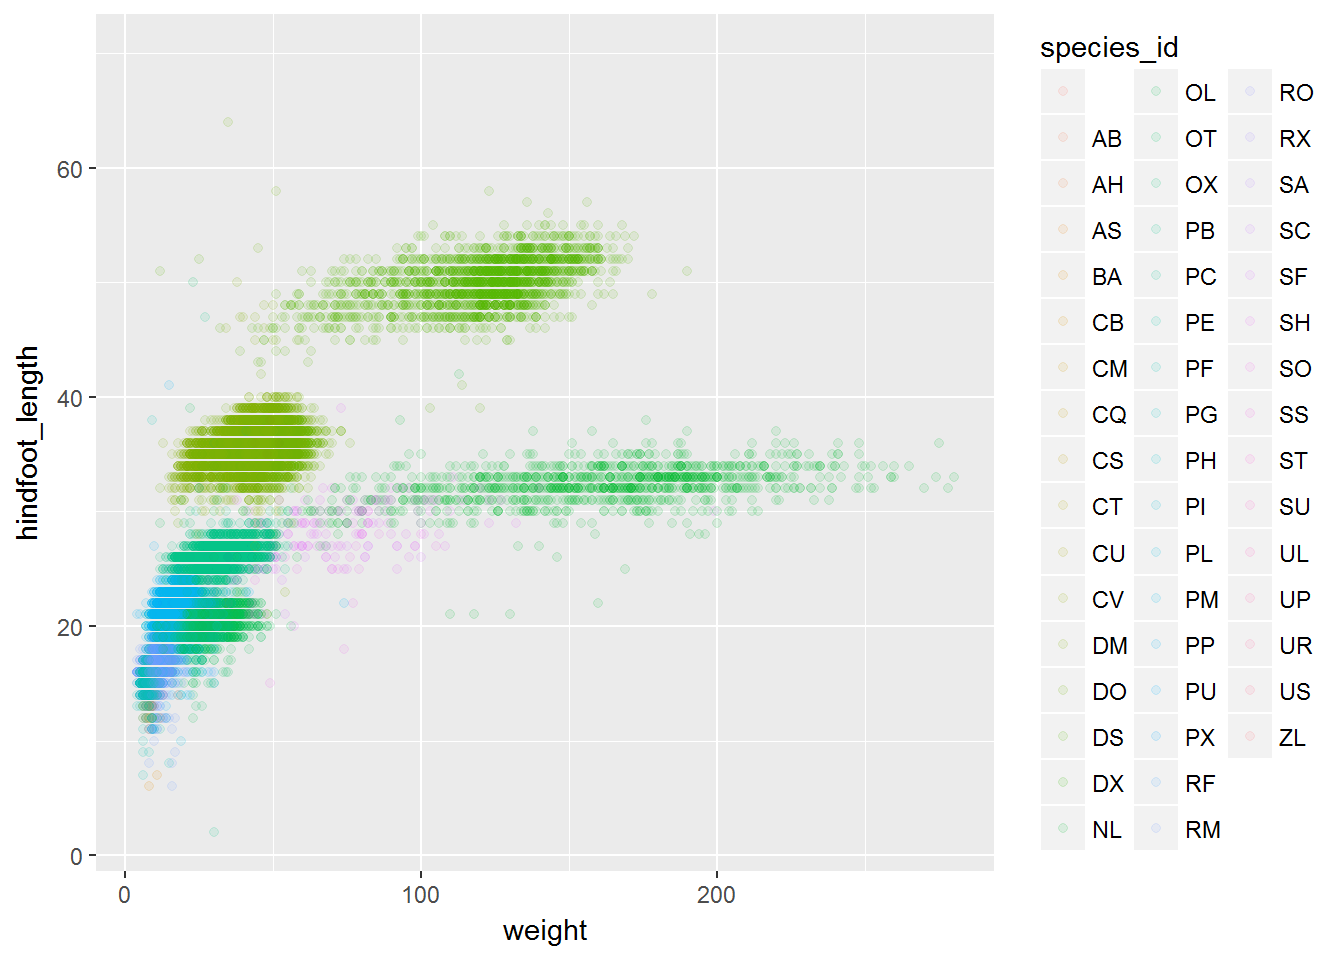 species_id
OL RO
AB OT RX
AH OX SA
AS PB SC
BA PC SF
CB PE SH
CM PF SO
CQ PG SS
CS PH ST
CT PI SU
CU PL UL
CV PM UP
DM PP UR
DO PU US
DS PX ZL
DX RF
NL RM
hindfoot_length
60
40
20
0
0 100 200
weight